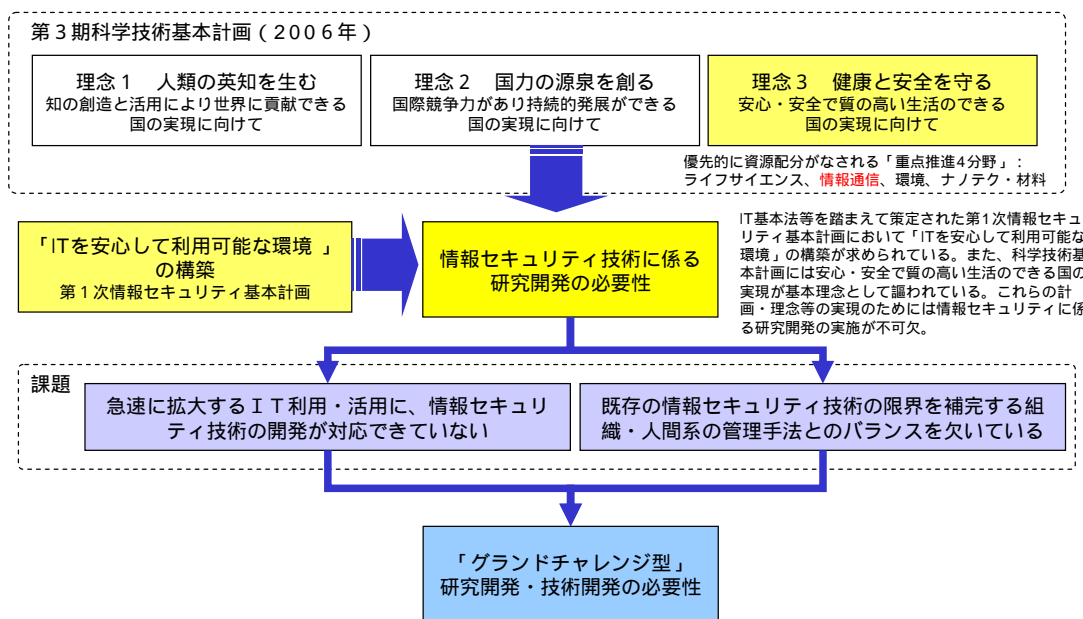 第３期科学技術基本計画（２００６年）
理念１　人類の英知を生む
知の創造と活用により世界に貢献できる
国の実現に向けて
理念２　国力の源泉を創る
国際競争力があり持続的発展ができる
国の実現に向けて
理念３　健康と安全を守る
安心・安全で質の高い生活のできる
国の実現に向けて
優先的に資源配分がなされる「重点推進4分野」：
ライフサイエンス、情報通信、環境、ナノテク・材料
「ITを安心して利用可能な環境」
の構築
第１次情報セキュリティ基本計画
情報セキュリティ技術に係る
研究開発の必要性
IT基本法等を踏まえて策定された第1次情報セキュ
リティ基本計画において「ITを安心して利用可能な
環境」の構築が求められている。また、科学技術基
本計画には安心・安全で質の高い生活のできる国の
実現が基本理念として謳われている。これらの計
画・理念等の実現のためには情報セキュリティに係
る研究開発の実施が不可欠。
課題
急速に拡大するＩＴ利用・活用に、情報セキュリ
ティ技術の開発が対応できていない
既存の情報セキュリティ技術の限界を補完する組
織・人間系の管理手法とのバランスを欠いている
「グランドチャレンジ型」
研究開発・技術開発の必要性